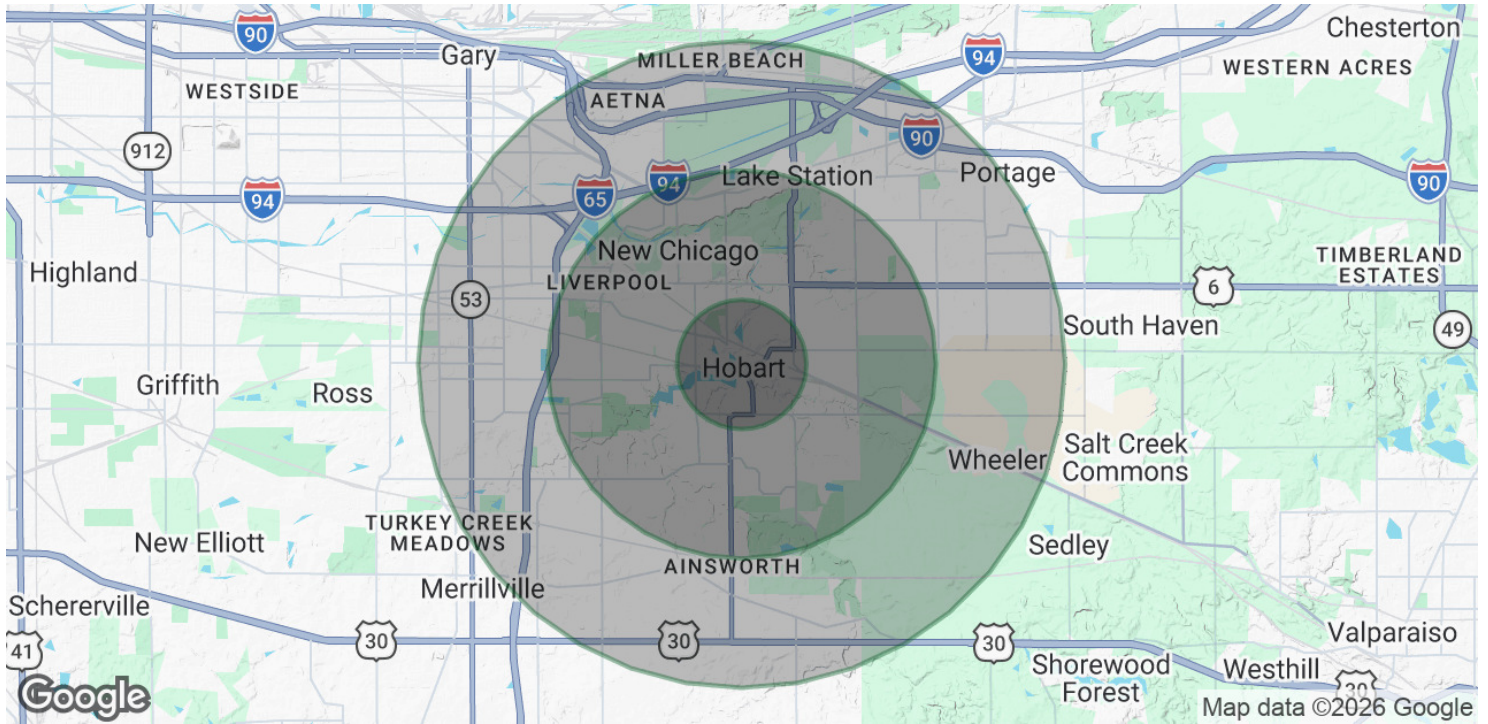 Chesterton
90
Gary
MILLER BEACH
94
WESTERN ACRES
WESTSIDE
AETNA
912
90
Lake Station
Portage
94
94
65
90
New Chicago
Highland
LIVERPOOL
TIMBERLAND
ESTATES
53
6
South Haven
49
Hobart
Griffith
Ross
Salt Creek
Commons
Wheeler
TURKEY CREEK
MEADOWS
New Elliott
Sedley
AINSWORTH
Merrillville
Schererville
30
30
30
Valparaiso
41
Shorewood
Forest
Westhill
30
Google
Map data ©2026 Google